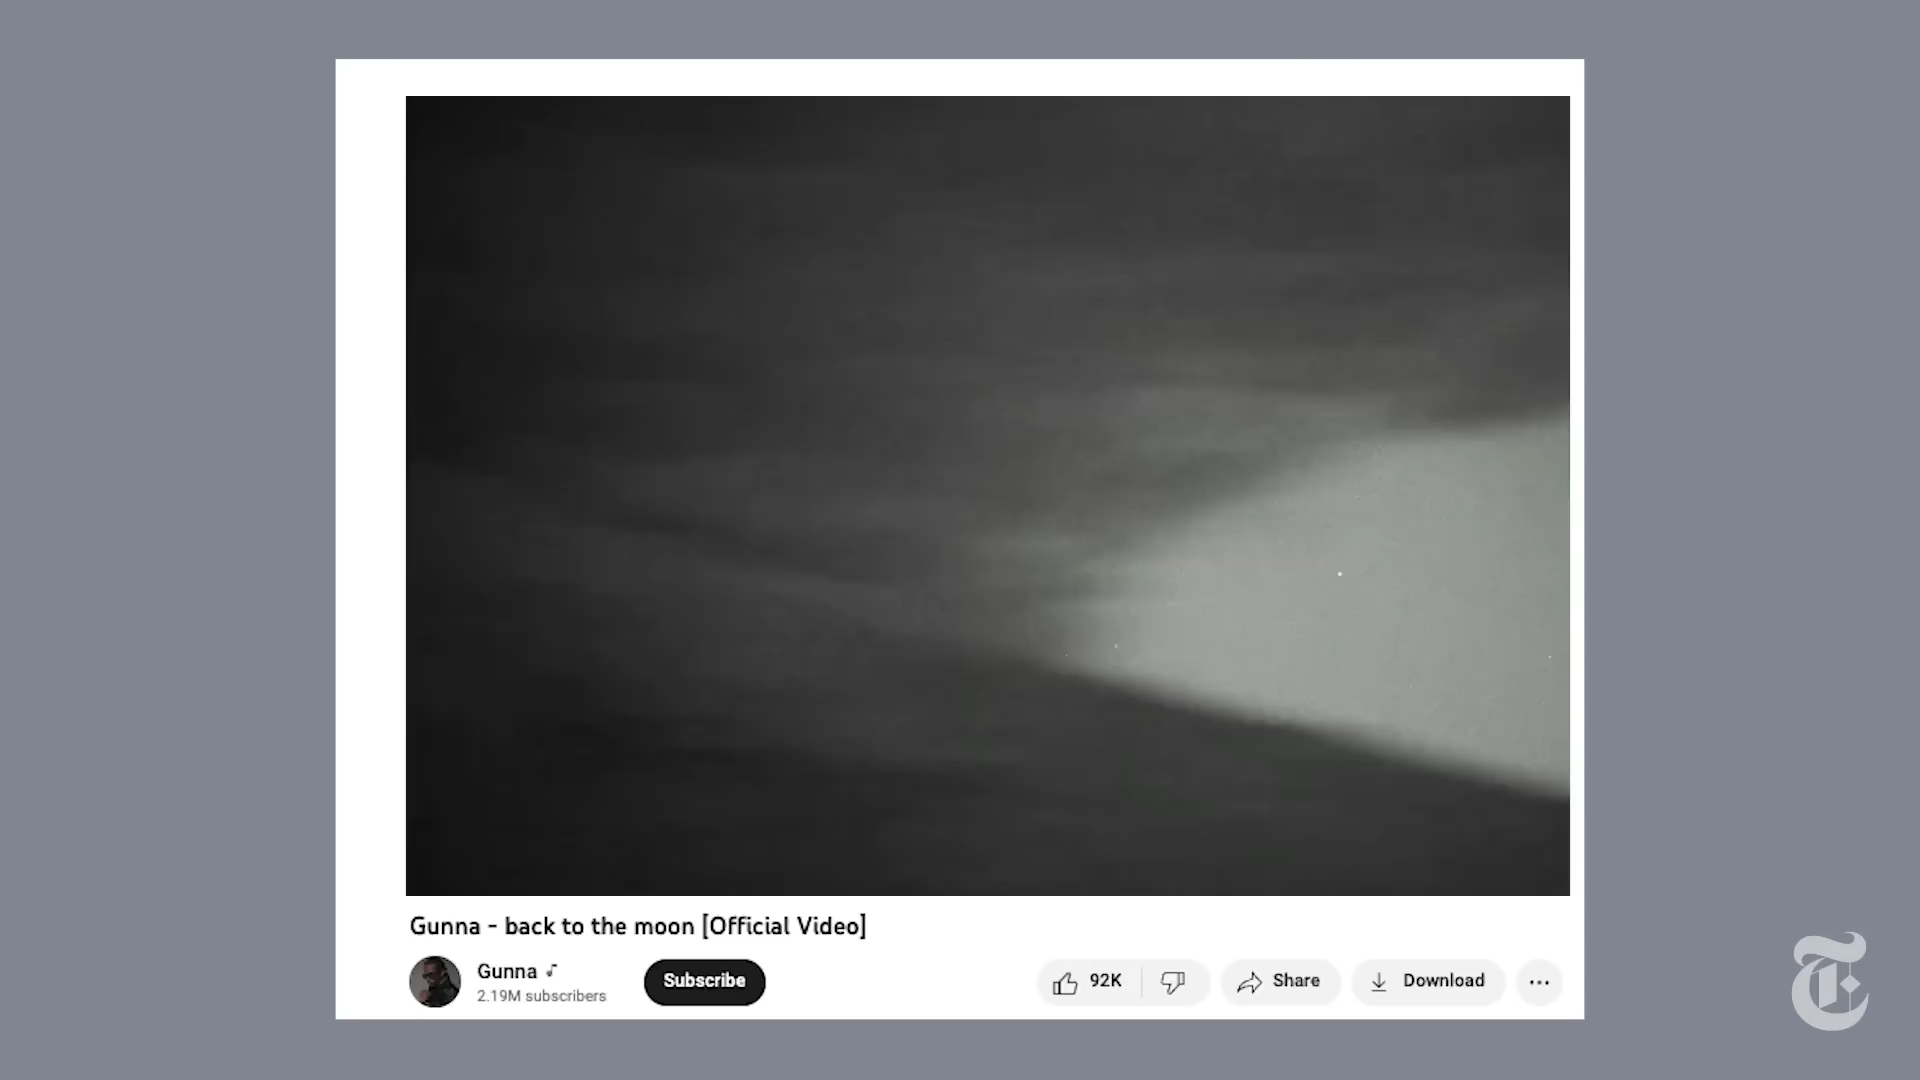 Gunna - back to the moon [Official Video]
Gunna
2.19M subscribers
Subscribe
92K
Share
Download